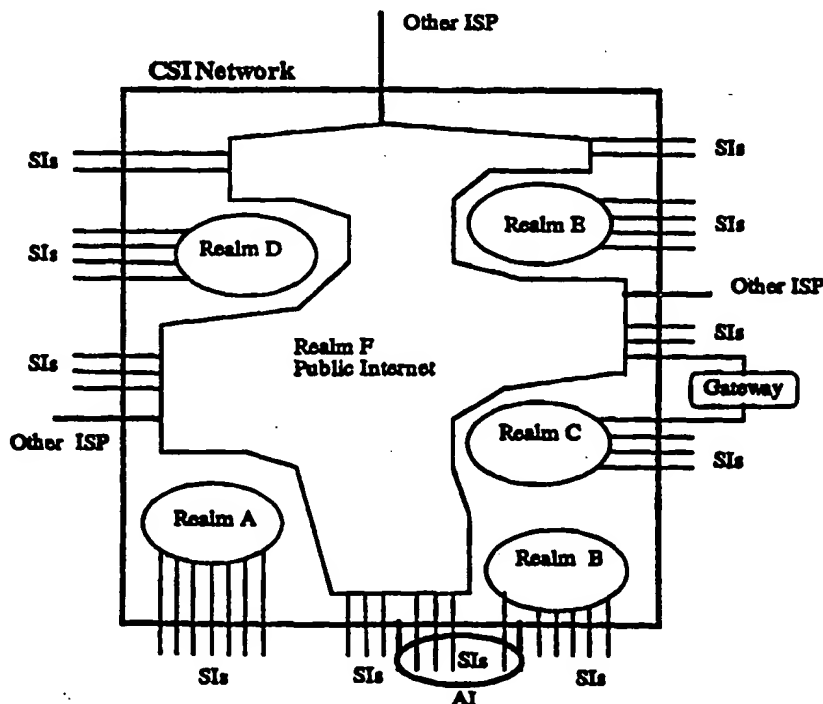 Other ISP
CSI Network
SIs
SIs
Realm D
Realm E
SIs
SIs
Other ISP
Realm F
Public Internet
SIs
SIs
Gateway
Other ISP
Realm C
SIs
Realm A
Realm B
SIs
SIs
SIs
SIs
AI